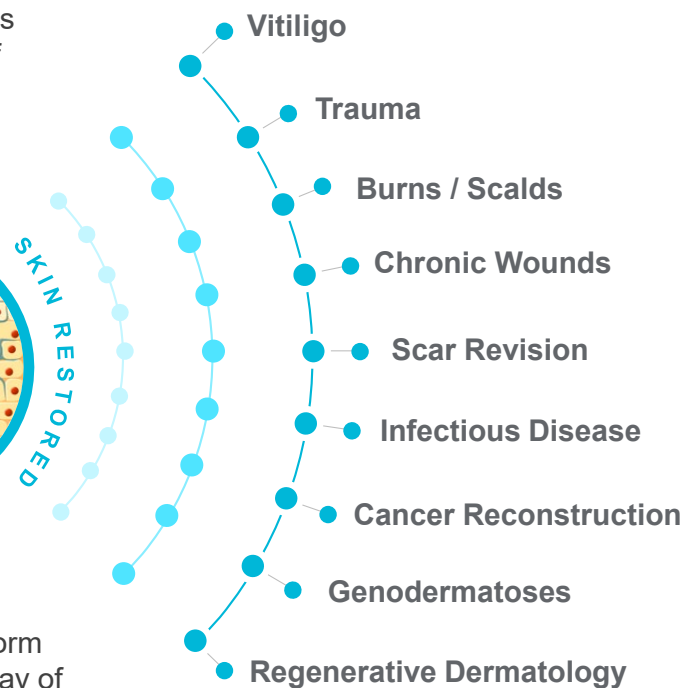 Vitiligo
Trauma
Burns / Scalds
Chronic Wounds
SKIN RESTORED
Scar Revision
Infectious Disease
Cancer Reconstruction
Genodermatoses
Regenerative Dermatology